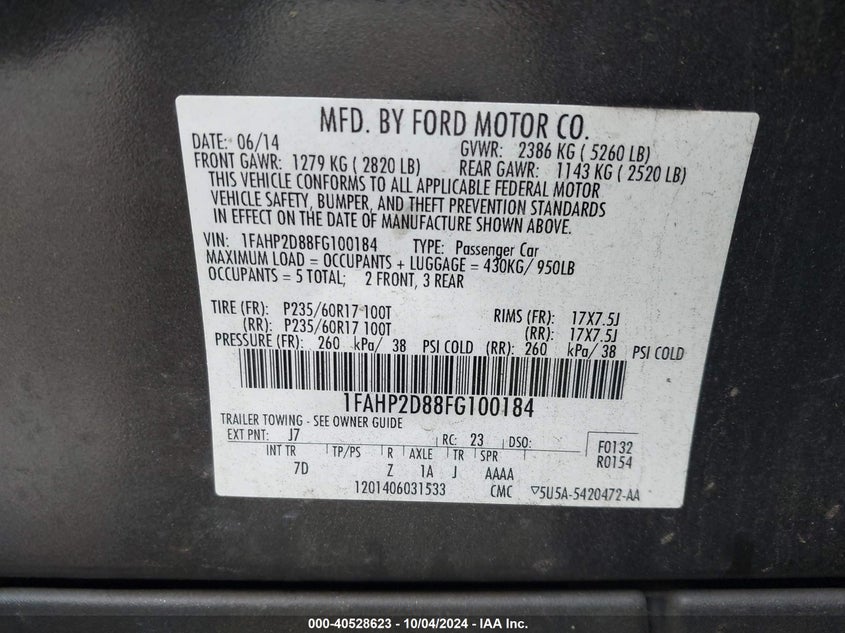 MFD. BY FORD MOTOR CO.
DATE: 06/14 GVWR: 2386 KG ( 5260 LB)
FRONT GAWR: 1279 KG ( 2820 LB) REAR GAWR: 1143 KG ( 2520 LB)
THIS VEHICLE CONFORMS TO ALL APPLICABLE FEDERAL MOTOR
VEHICLE SAFETY, BUMPER, AND THEFT PREVENTION STANDARDS
IN EFFECT ON THE DATE OF MANUFACTURE SHOWN ABOVE.
VIN: 1FAHP2D88FG100184 TYPE: Passenger Car
MAXIMUM LOAD = OCCUPANTS + LUGGAGE = 430KG/ 950LB
OCCUPANTS = 5 TOTAL; 2 FRONT, 3 REAR
TIRE (FR): P235/60R17 100T RIMS (FR): 17X7.5J
(RR): P235/60R17 100T (RR): 17X7.5J
PRESSURE (FR): 260 kPa/ 38 PSI COLD (RR): 260 kPa/ 38 PSI COLD
1FAHP2D88FG100184
TRAILER TOWING - SEE OWNER GUIDE
EXT PNT: J7 RC: 23 DSO: F0132
INT TR TP/PS R AXLE TR SPR R0154
7D Z 1A J AAAA
1201406031533 CMC ▽5U5A-5420472-AA
000-40528623 - 10/04/2024 - IAA Inc.